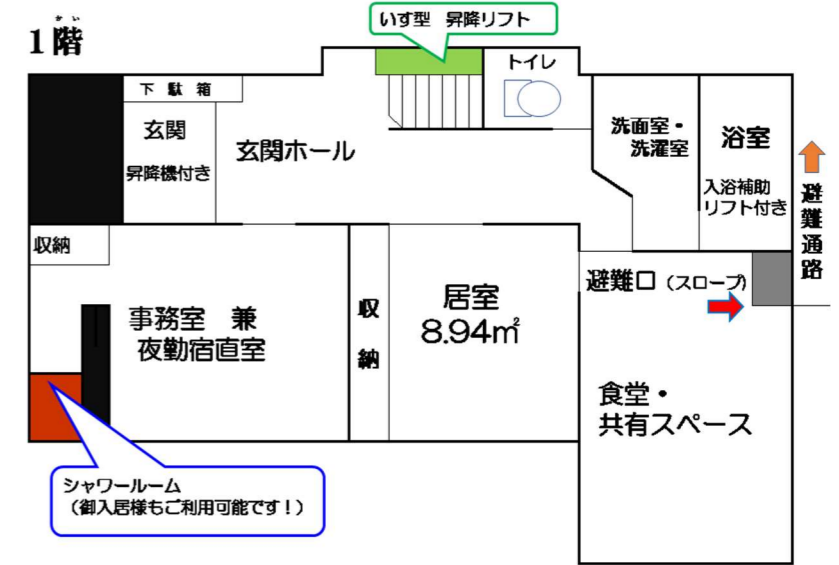 かい
1階
いす型　昇降リフト
トイレ
下　駄　箱
玄関
昇降機付き
玄関ホール
洗面室・
洗濯室
浴室
入浴補助
リフト付き
避難通路
収納
事務室　兼
夜勤宿直室
収納
居室
8.94㎡
避難口（スロープ）
食堂・
共有スペース
シャワールーム
（御入居様もご利用可能です！）